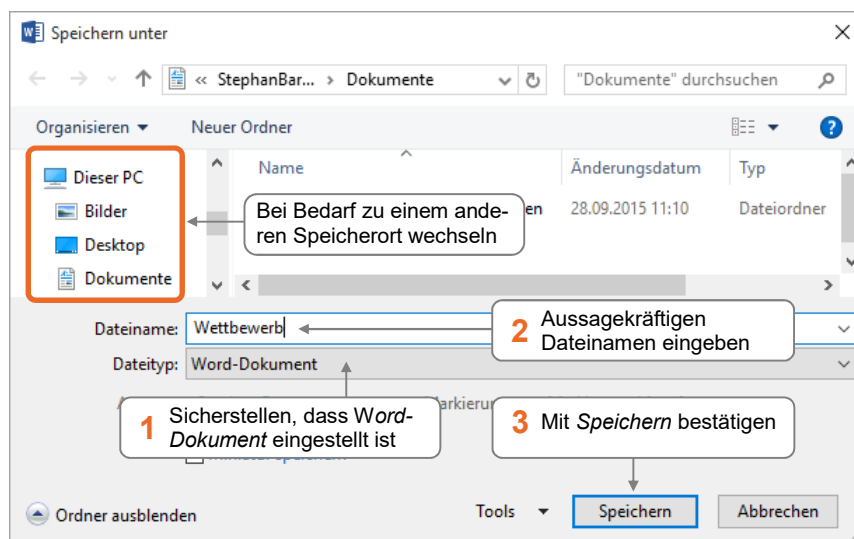 Speichern unter
« StephanBar... › Dokumente
"Dokumente" durchsuchen
Organisieren
Neuer Ordner
Dieser PC
Bilder
Desktop
Dokumente
Name
Änderungsdatum
Typ
en
28.09.2015 11:10
Dateiordner
Bei Bedarf zu einem ande-
ren Speicherort wechseln
Dateiname: Wettbewerb
2 Aussagekräftigen
Dateinamen eingeben
Dateityp: Word-Dokument
1 Sicherstellen, dass Word-
Dokument eingestellt ist
3 Mit Speichern bestätigen
Ordner ausblenden
Tools
Speichern
Abbrechen